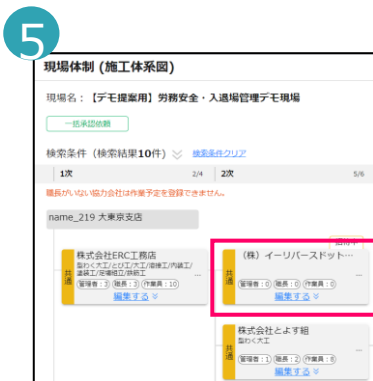 5
現場体制 (施工体系図)
現場名：【デモ提案用】労務安全・入退場管理デモ現場
一括承認依頼
検索条件（検索結果10件） 検索条件クリア
1次 2/4 2次 5/6
職長がいない協力会社は作業予定を登録できません。
name_219 大東京支店
招待中
株式会社ERC工務店
型わく大工/とび工/大工/溶接工/内装工/
塗装工/足場組立/鉄筋工
共通
管理者：3 職長：3 作業員：10
編集する
（株）イーリバースドット…
共通
管理者：0 職長：0 作業員：0
編集する
株式会社とよす組
型わく大工
共通
管理者：1 職長：2 作業員：8
編集する